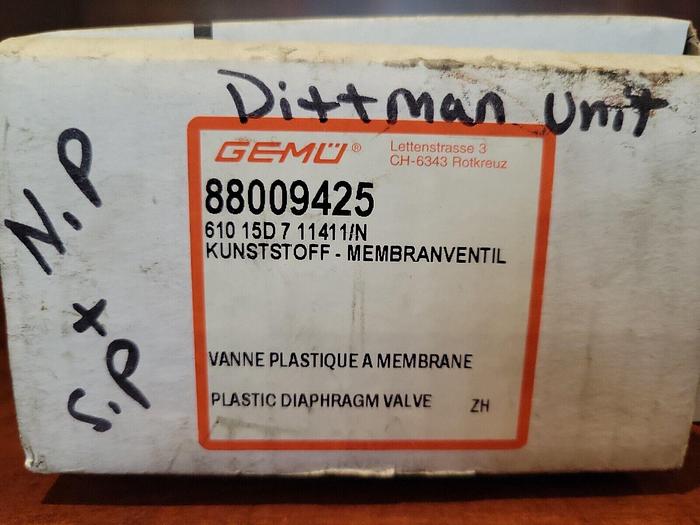 Dittman unit
GEMÜ®
Lettenstrasse 3
CH-6343 Rotkreuz
88009425
610 15D 7 11411/N
KUNSTSTOFF - MEMBRANVENTIL
VANNE PLASTIQUE A MEMBRANE
PLASTIC DIAPHRAGM VALVE ZH
N.P
+
S.P